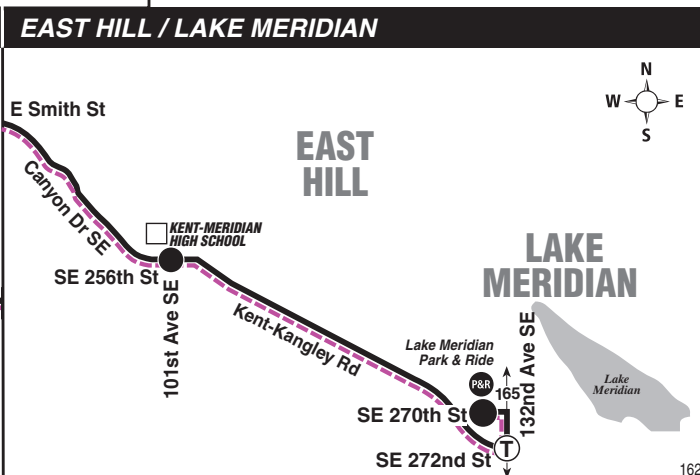 EAST HILL / LAKE MERIDIAN
N
W E
S
E Smith St
EAST
HILL
Canyon Dr SE
KENT-MERIDIAN
HIGH SCHOOL
SE 256th St
101st Ave SE
Kent-Kangley Rd
LAKE
MERIDIAN
Lake Meridian
Park & Ride
P&R
165
132nd Ave SE
Lake
Meridian
SE 270th St
T
SE 272nd St
162